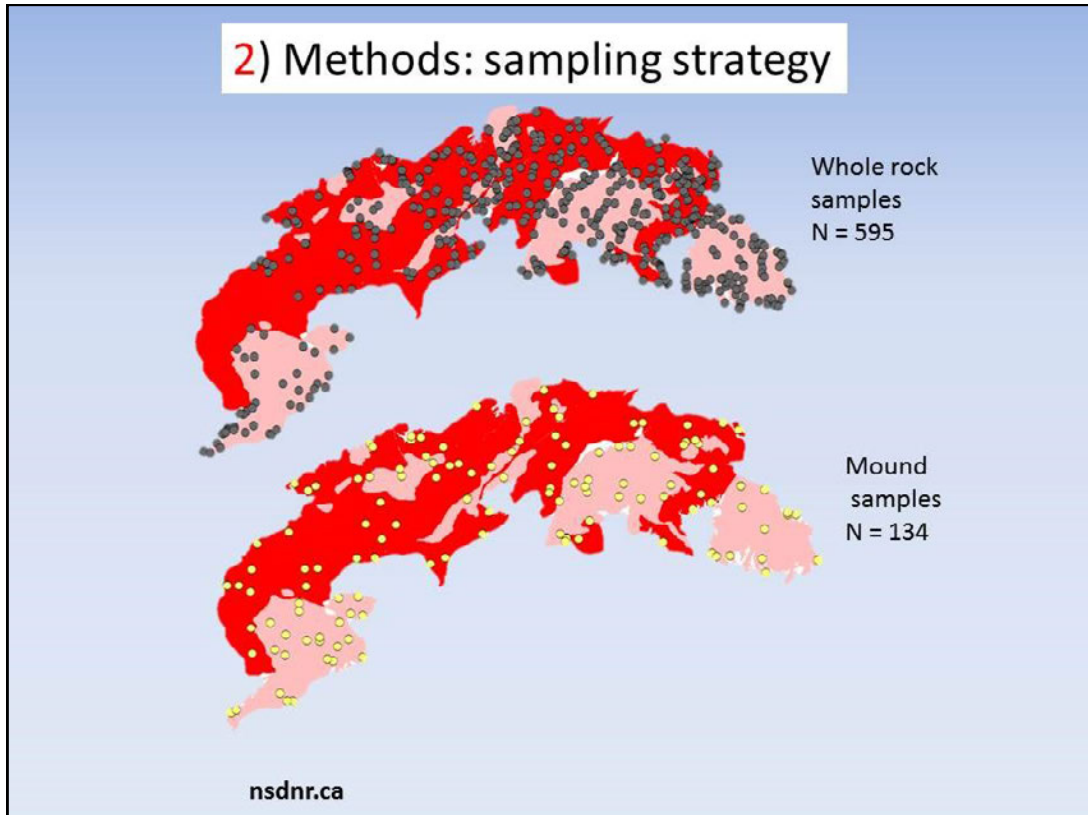 2) Methods: sampling strategy
Whole rock
samples
N = 595
Mound
samples
N = 134
nsdnr.ca